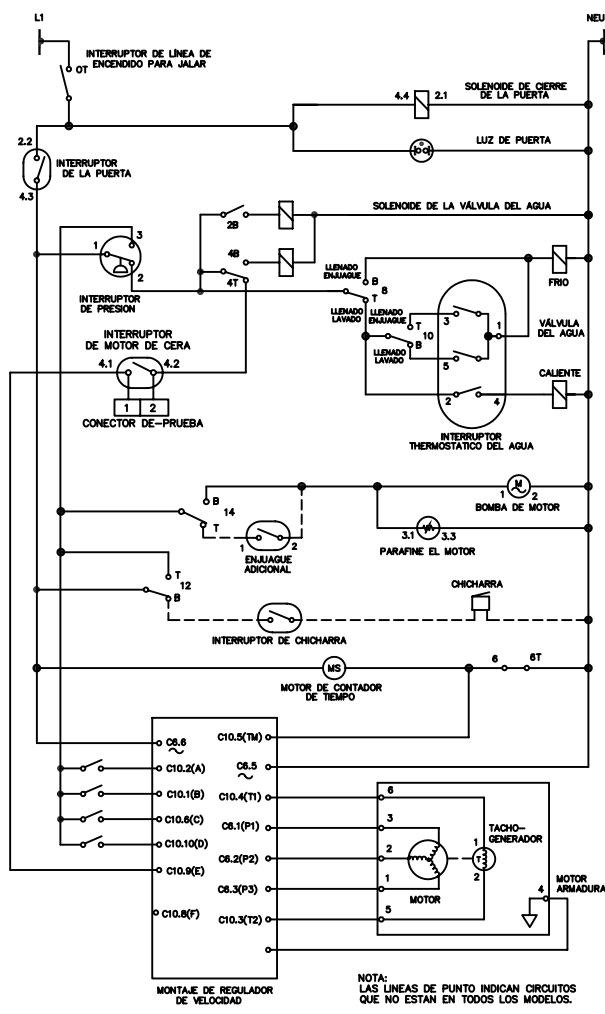 L1
NEU
INTERRUPTOR DE LÍNEA DE
ENCENDIDO PARA JALAR
OT
SOLENOIDE DE CIERRE
DE LA PUERTA
4.4
2.1
LUZ DE PUERTA
2.2
INTERRUPTOR
DE LA PUERTA
4.3
SOLENOIDE DE LA VÁLVULA DEL AGUA
2B
3
1
2
4B
4T
INTERRUPTOR
DE PRESION
LLENADO
ENJUAGUE
B
8
T
LLENADO
LAVADO
FRIO
LLENADO
ENJUAGUE
T
10
B
LLENADO
LAVADO
3
1
5
2
4
VÁLVULA
DEL AGUA
CALIENTE
INTERRUPTOR
THERMOSTATICO DEL AGUA
INTERRUPTOR
DE MOTOR DE CERA
4.1
4.2
1
2
CONECTOR DE-PRUEBA
B
14
T
M
1
2
BOMBA DE MOTOR
1
2
ENJUAGUE
ADICIONAL
3.1
3.3
PARAFINE EL MOTOR
T
12
B
CHICHARRA
INTERRUPTOR DE CHICHARRA
MS
MOTOR DE CONTADOR
DE TIEMPO
6
6T
C6.6
C10.2(A)
C10.1(B)
C10.6(C)
C10.10(D)
C10.9(E)
C10.8(F)
C10.5(TM)
C6.5
C10.4(T1)
C6.1(P1)
C6.2(P2)
C6.3(P3)
C10.3(T2)
6
3
2
1
5
MOTOR
TACHO-
GENERADOR
1
T
2
4
MOTOR
ARMADURA
MONTAJE DE REGULADOR
DE VELOCIDAD
NOTA:
LAS LINEAS DE PUNTO INDICAN CIRCUITOS
QUE NO ESTAN EN TODOS LOS MODELOS.